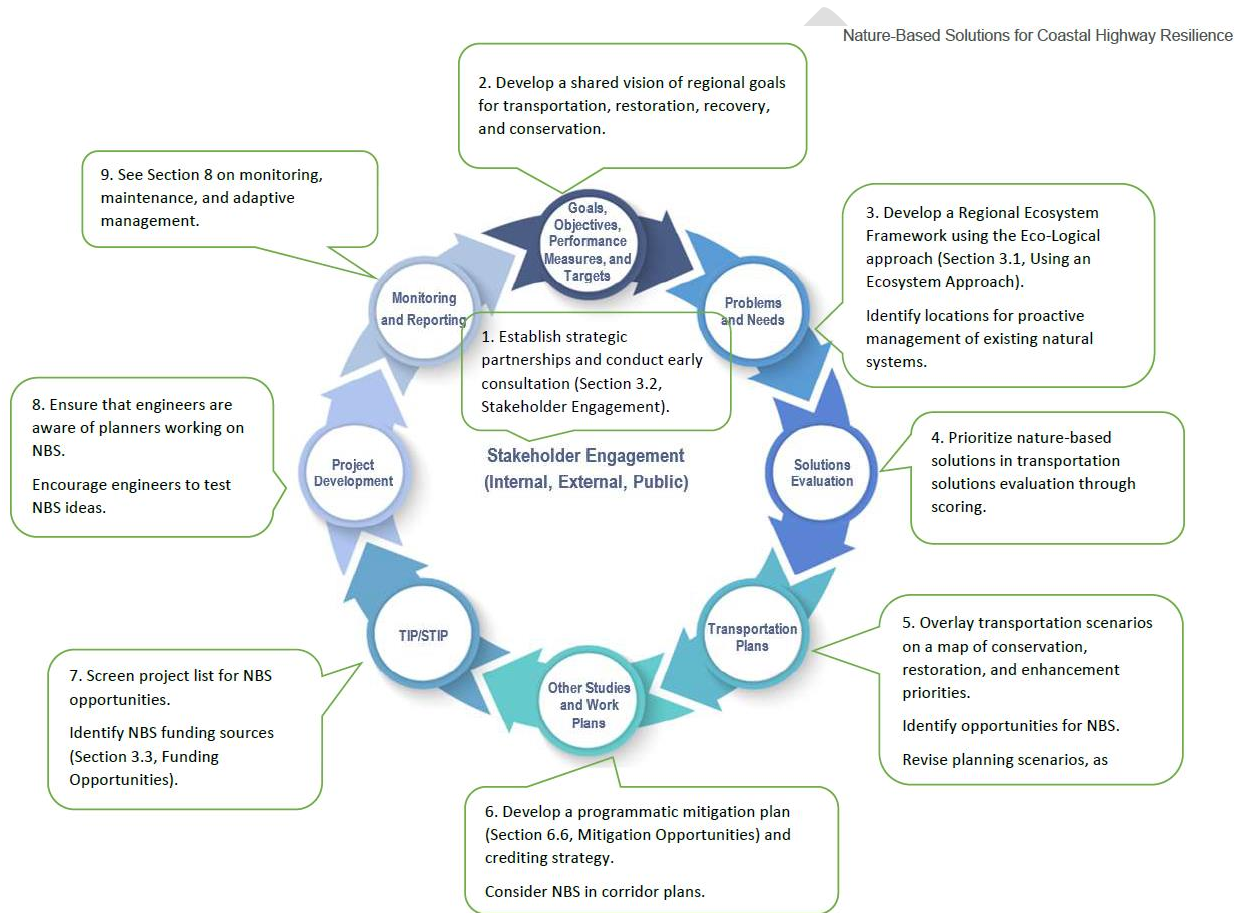 Nature-Based Solutions for Coastal Highway Resilience
2. Develop a shared vision of regional goals
for transportation, restoration, recovery,
and conservation.
9. See Section 8 on monitoring,
maintenance, and adaptive
management.
Goals,
Objectives,
Performance
Measures, and
Targets
3. Develop a Regional Ecosystem
Framework using the Eco-Logical
approach (Section 3.1, Using an
Ecosystem Approach).
Identify locations for proactive
management of existing natural
systems.
Monitoring
and Reporting
Problems
and Needs
1. Establish strategic
partnerships and conduct early
consultation (Section 3.2,
Stakeholder Engagement).
Stakeholder Engagement
(Internal, External, Public)
8. Ensure that engineers are
aware of planners working on
NBS.
Encourage engineers to test
NBS ideas.
Project
Development
Solutions
Evaluation
4. Prioritize nature-based
solutions in transportation
solutions evaluation through
scoring.
TIP/STIP
Transportation
Plans
5. Overlay transportation scenarios
on a map of conservation,
restoration, and enhancement
priorities.
Identify opportunities for NBS.
Revise planning scenarios, as
7. Screen project list for NBS
opportunities.
Identify NBS funding sources
(Section 3.3, Funding
Opportunities).
Other Studies
and Work
Plans
6. Develop a programmatic mitigation plan
(Section 6.6, Mitigation Opportunities) and
crediting strategy.
Consider NBS in corridor plans.